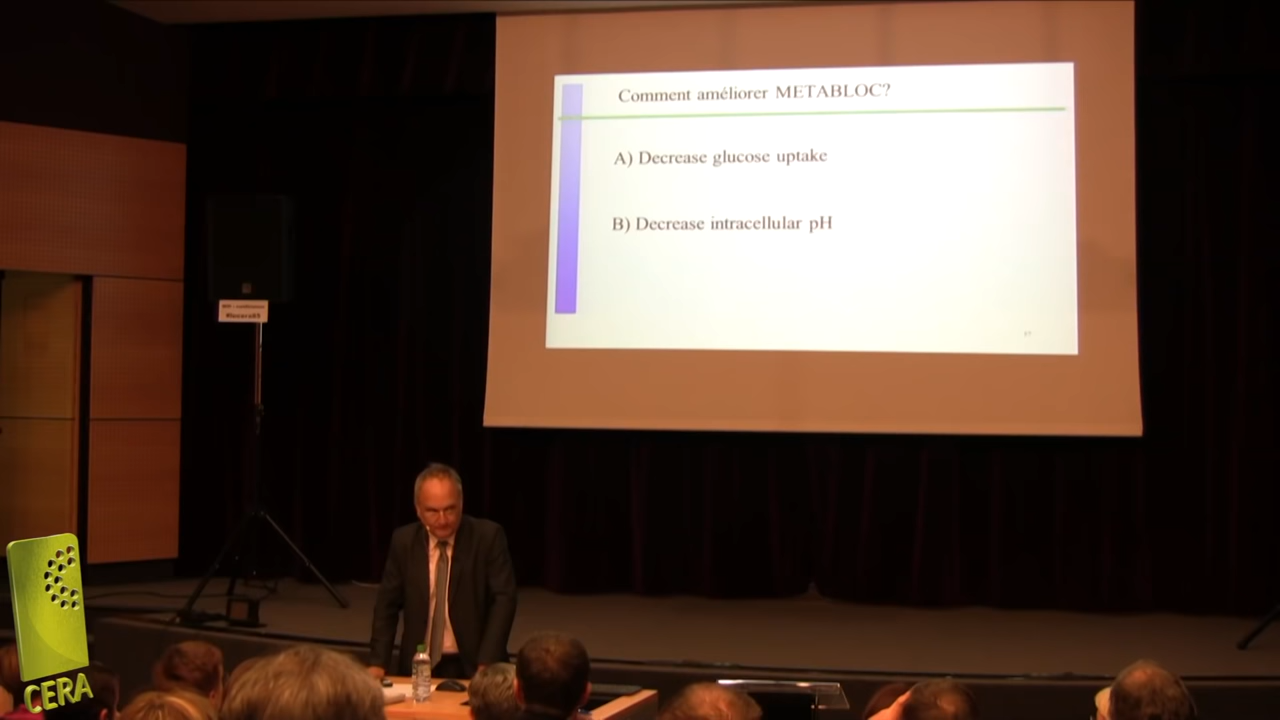 Comment améliorer METABLOC?
A) Decrease glucose uptake
B) Decrease intracellular pH
CERA